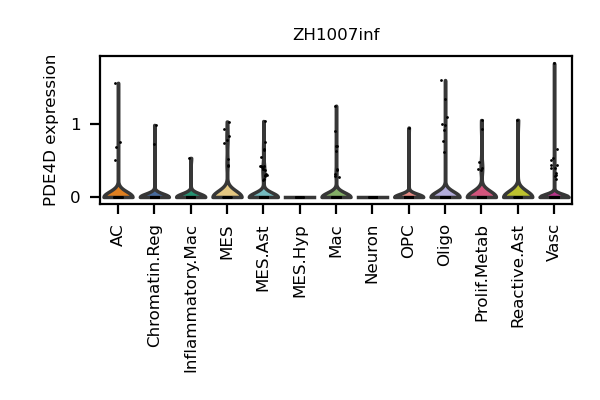 ZH1007inf
PDE4D expression
1
0
AC
Chromatin.Reg
Inflammatory.Mac
MES
MES.Ast
MES.Hyp
Mac
Neuron
OPC
Oligo
Prolif.Metab
Reactive.Ast
Vasc